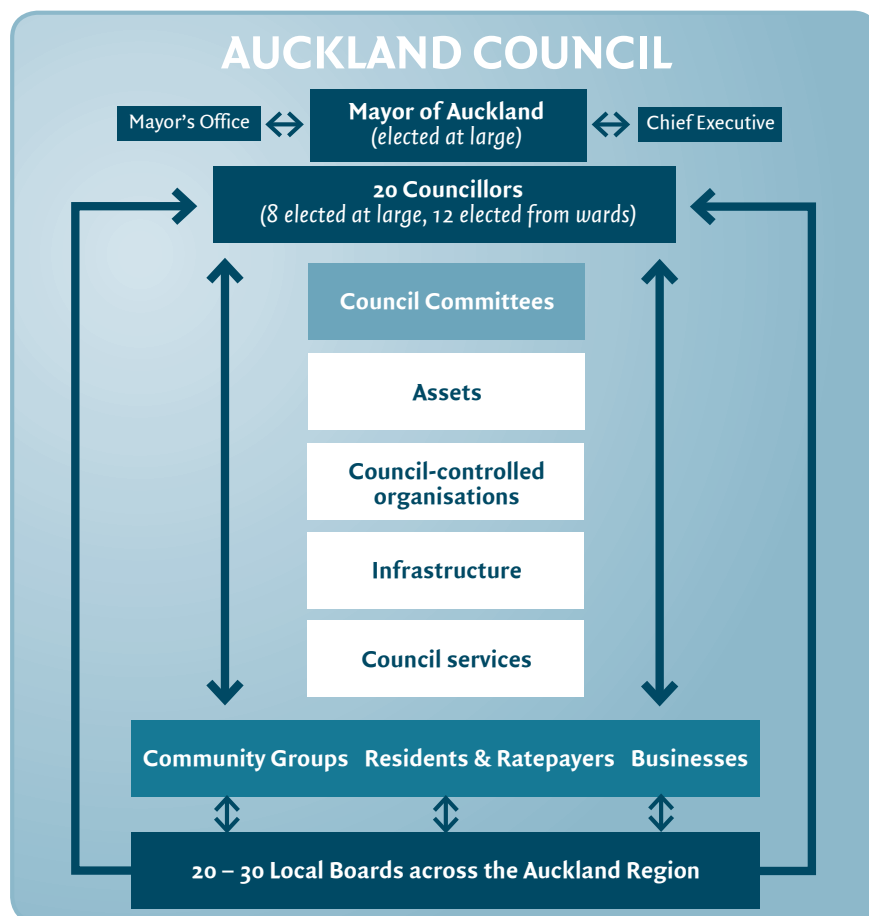 AUCKLAND COUNCIL
Mayor's Office
Mayor of Auckland
(elected at large)
Chief Executive
20 Councillors
(8 elected at large, 12 elected from wards)
Council Committees
Assets
Council-controlled
organisations
Infrastructure
Council services
Community Groups Residents & Ratepayers Businesses
20 – 30 Local Boards across the Auckland Region